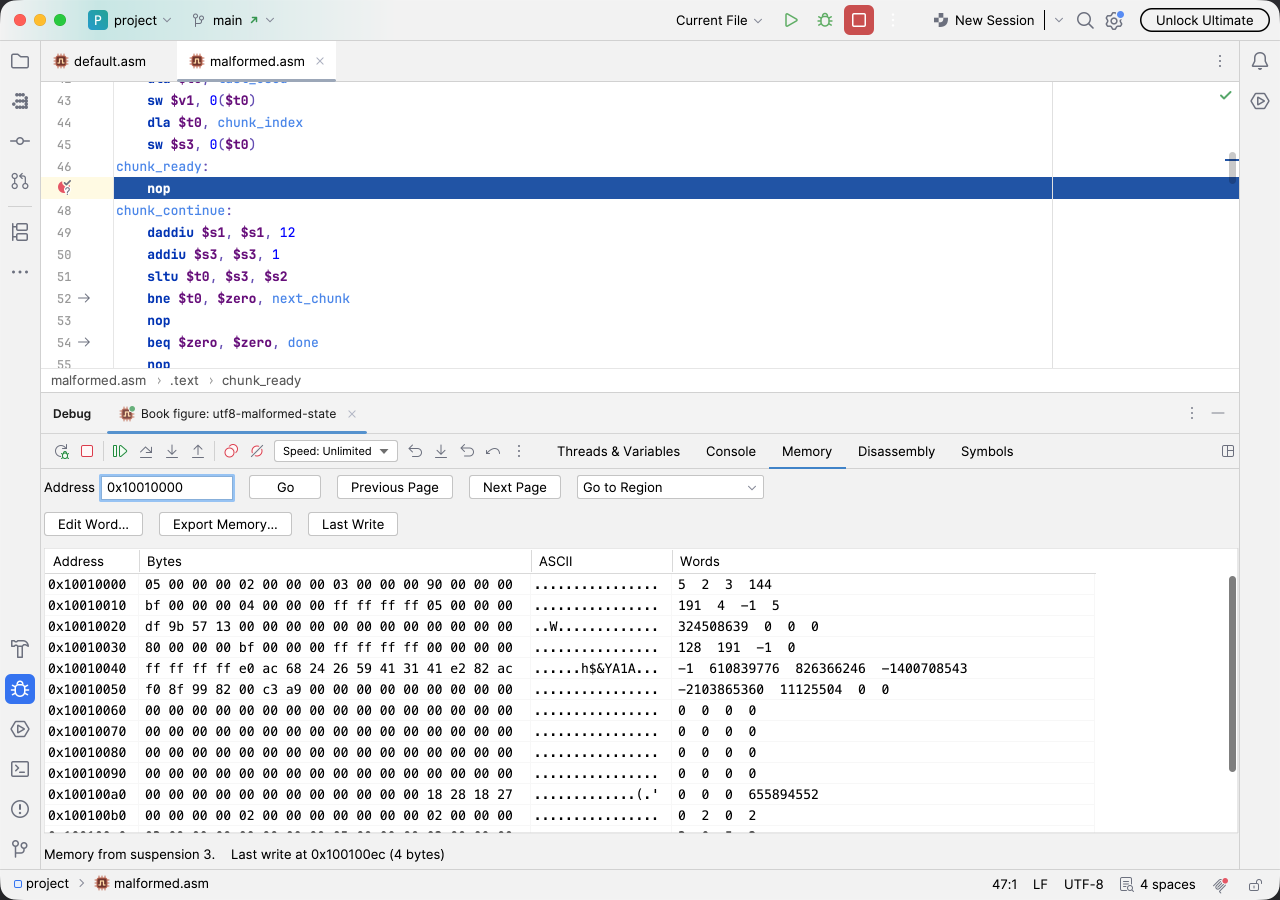 P project main Current File New Session Unlock Ultimate
default.asm malformed.asm
43 sw $v1, 0($t0)
44 dla $t0, chunk_index
45 sw $s3, 0($t0)
46 chunk_ready:
nop
48 chunk_continue:
49 daddiu $s1, $s1, 12
50 addiu $s3, $s3, 1
51 sltu $t0, $s3, $s2
52 bne $t0, $zero, next_chunk
53 nop
54 beq $zero, $zero, done
55 nop
malformed.asm › .text › chunk_ready
Debug Book figure: utf8-malformed-state
Speed: Unlimited Threads & Variables Console Memory Disassembly Symbols
Address 0x10010000 Go Previous Page Next Page Go to Region
Edit Word... Export Memory... Last Write
Address Bytes ASCII Words
0x10010000 05 00 00 00 02 00 00 00 03 00 00 00 90 00 00 00 ................ 5 2 3 144
0x10010010 bf 00 00 00 04 00 00 00 ff ff ff ff 05 00 00 00 ................ 191 4 −1 5
0x10010020 df 9b 57 13 00 00 00 00 00 00 00 00 00 00 00 00 ..W............. 324508639 0 0 0
0x10010030 80 00 00 00 bf 00 00 00 ff ff ff ff 00 00 00 00 ................ 128 191 −1 0
0x10010040 ff ff ff ff e0 ac 68 24 26 59 41 31 41 e2 82 ac ......h$&YA1A... −1 610839776 826366246 −1400708543
0x10010050 f0 8f 99 82 00 c3 a9 00 00 00 00 00 00 00 00 00 ................ −2103865360 11125504 0 0
0x10010060 00 00 00 00 00 00 00 00 00 00 00 00 00 00 00 00 ................ 0 0 0 0
0x10010070 00 00 00 00 00 00 00 00 00 00 00 00 00 00 00 00 ................ 0 0 0 0
0x10010080 00 00 00 00 00 00 00 00 00 00 00 00 00 00 00 00 ................ 0 0 0 0
0x10010090 00 00 00 00 00 00 00 00 00 00 00 00 00 00 00 00 ................ 0 0 0 0
0x100100a0 00 00 00 00 00 00 00 00 00 00 00 00 18 28 18 27 .............(.' 0 0 0 655894552
0x100100b0 00 00 00 00 02 00 00 00 00 00 00 00 02 00 00 00 ................ 0 2 0 2
Memory from suspension 3. Last write at 0x100100ec (4 bytes)
project › malformed.asm 47:1 LF UTF-8 4 spaces